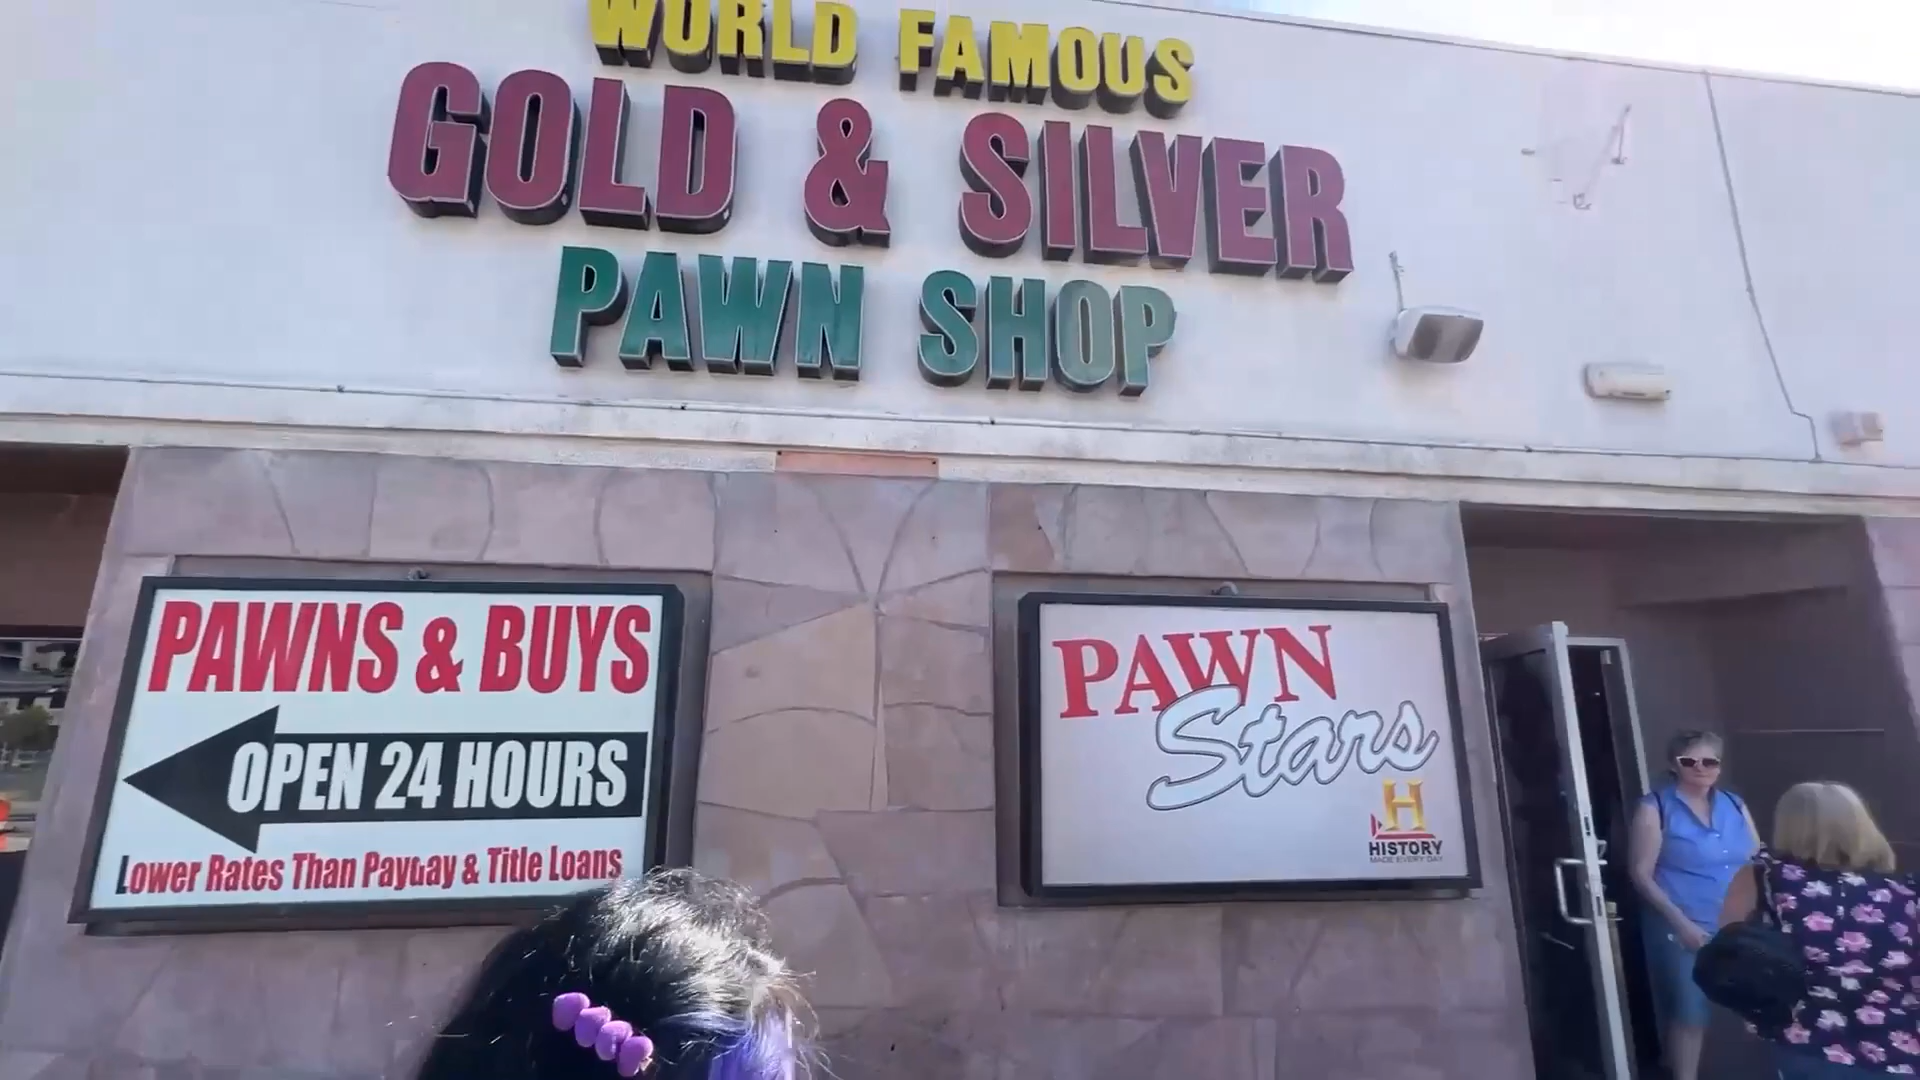 WORLD FAMOUS
GOLD & SILVER
PAWN SHOP
PAWNS & BUYS
OPEN 24 HOURS
Lower Rates Than Payday & Title Loans
PAWN
Stars
H
HISTORY
MADE EVERY DAY